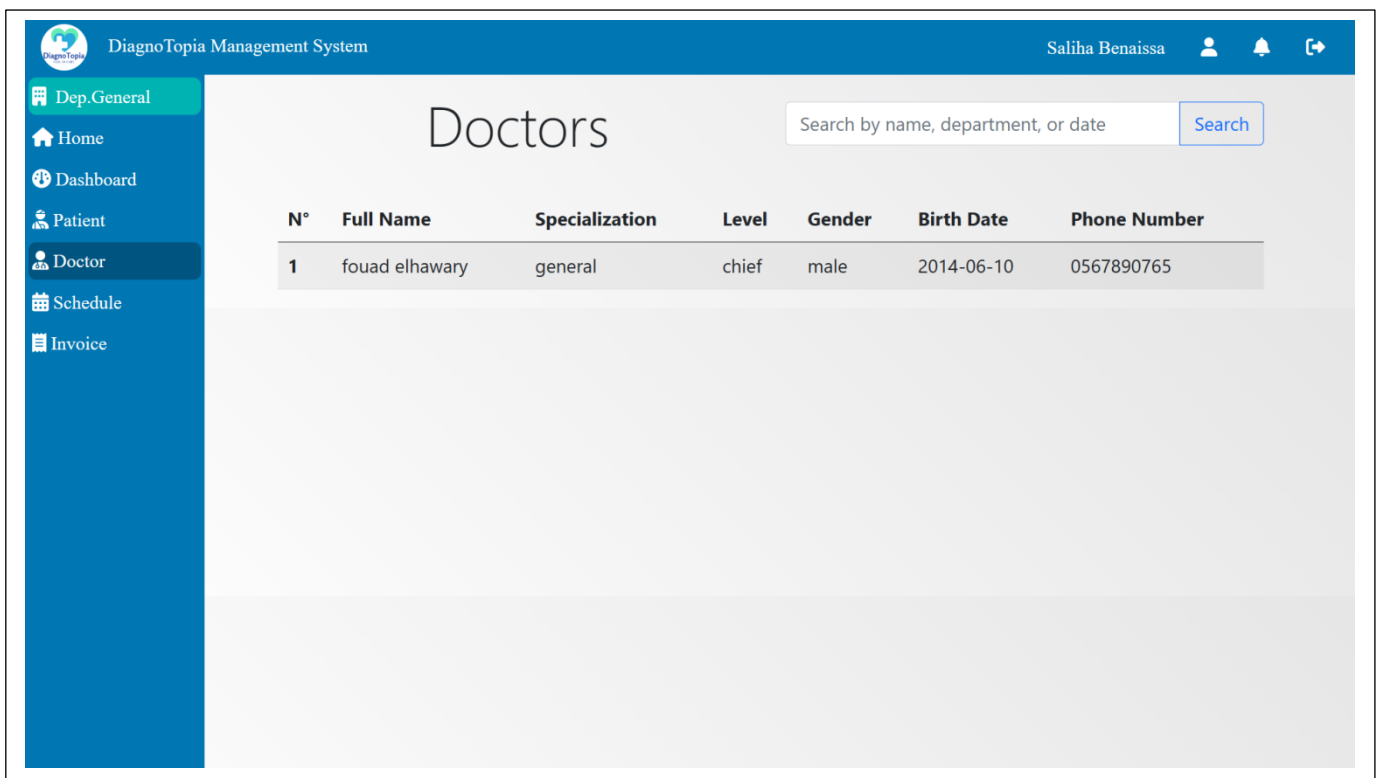 DiagnoTopia
DiagnoTopia Management System
Saliha Benaissa
Dep.General
Home
Dashboard
Patient
Doctor
Schedule
Invoice
Doctors
Search by name, department, or date
Search
N° Full Name Specialization Level Gender Birth Date Phone Number
1 fouad elhawary general chief male 2014-06-10 0567890765